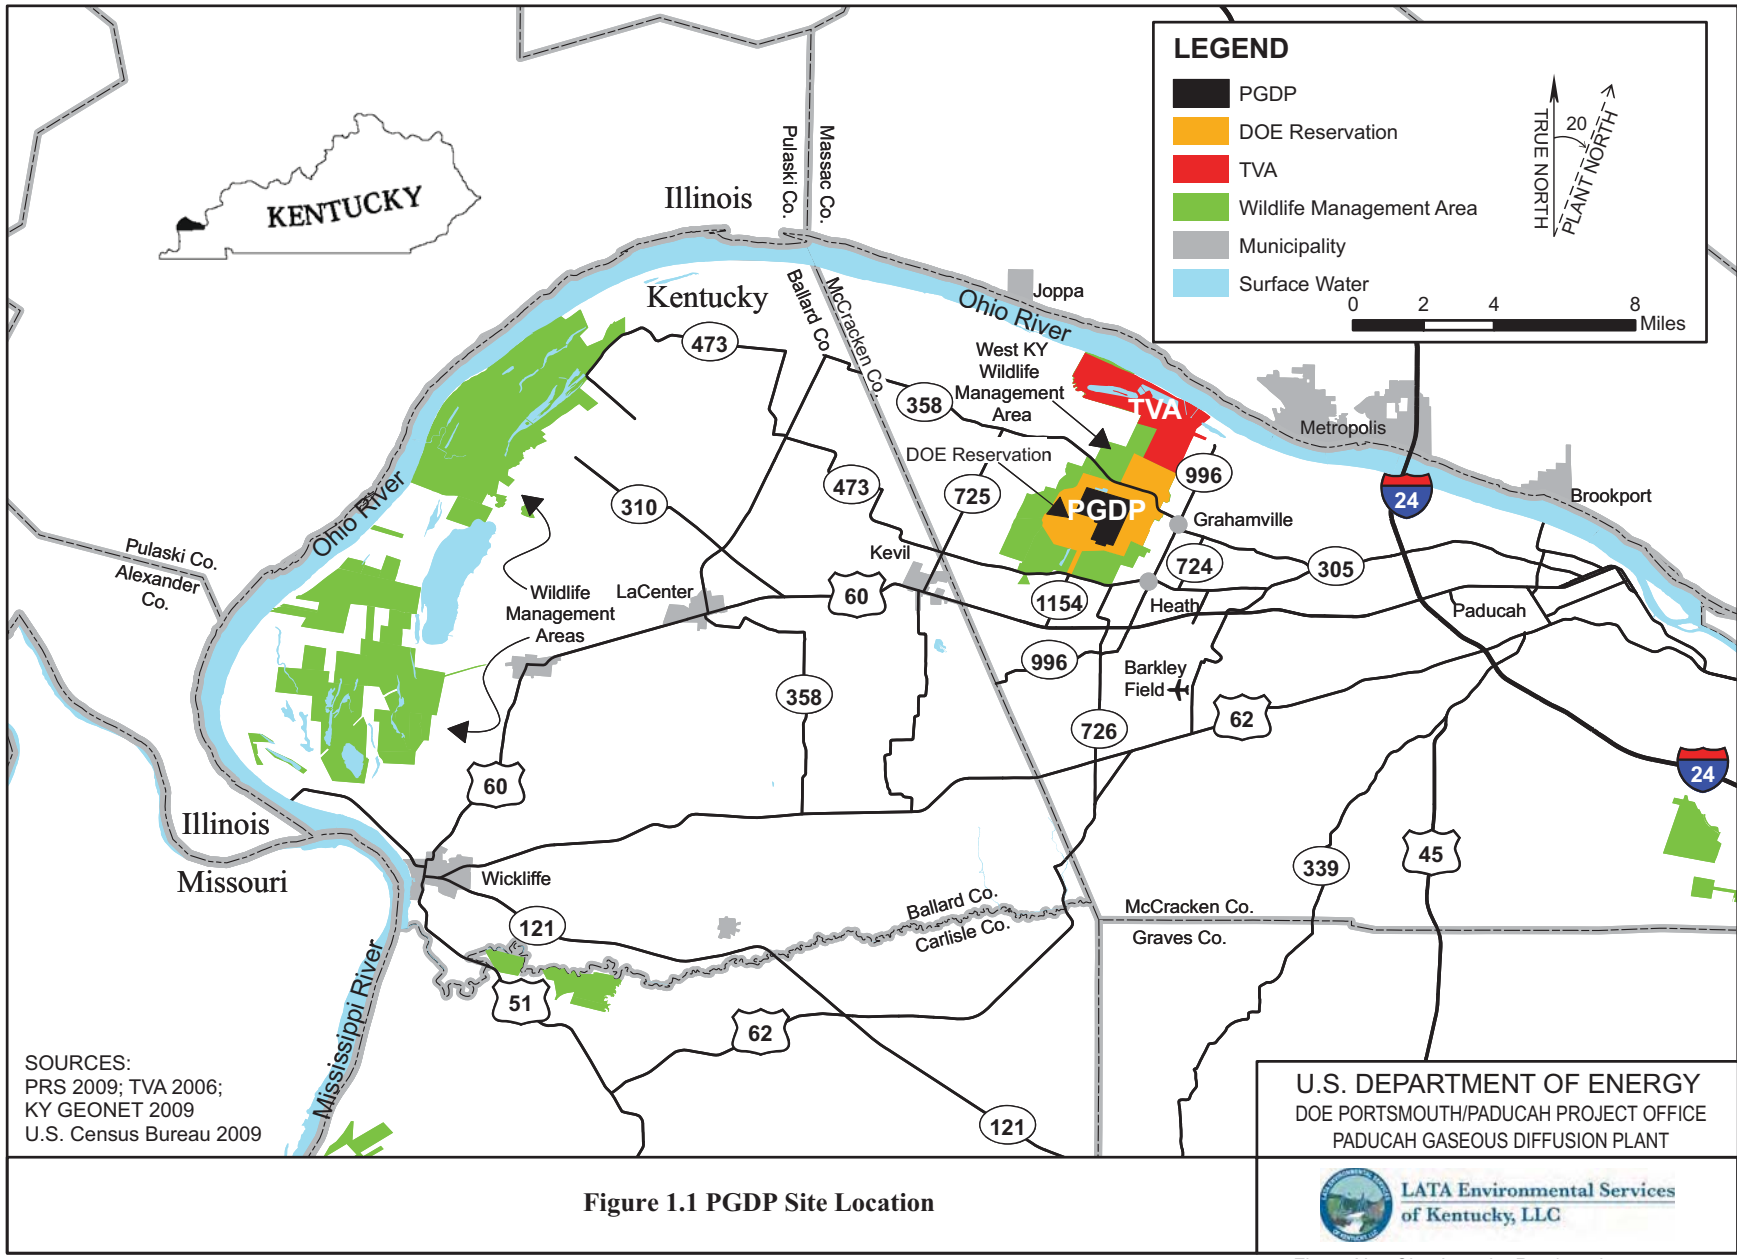 LEGEND
PGDP
DOE Reservation
TVA
Wildlife Management Area
Municipality
Surface Water
TRUE NORTH
20
PLANT NORTH
0 2 4 8
Miles
KENTUCKY
Pulaski Co.
Massac Co.
Illinois
Kentucky
Ballard Co
McCracken Co.
Ohio River
Joppa
West KY
Wildlife
Management
Area
TVA
473
358
DOE Reservation
996
Metropolis
473
725
PGDP
24
Brookport
310
Ohio River
Grahamville
Kevil
724
305
Pulaski Co.
Alexander
Co.
Wildlife
Management
Areas
LaCenter
60
1154
Heath
Paducah
996
Barkley
Field
358
726
62
60
24
Illinois
Missouri
Wickliffe
339
45
121
Ballard Co.
Carlisle Co.
McCracken Co.
Graves Co.
Mississippi River
51
62
121
SOURCES:
PRS 2009; TVA 2006;
KY GEONET 2009
U.S. Census Bureau 2009
U.S. DEPARTMENT OF ENERGY
DOE PORTSMOUTH/PADUCAH PROJECT OFFICE
PADUCAH GASEOUS DIFFUSION PLANT
Figure 1.1 PGDP Site Location
LATA Environmental Services
of Kentucky, LLC